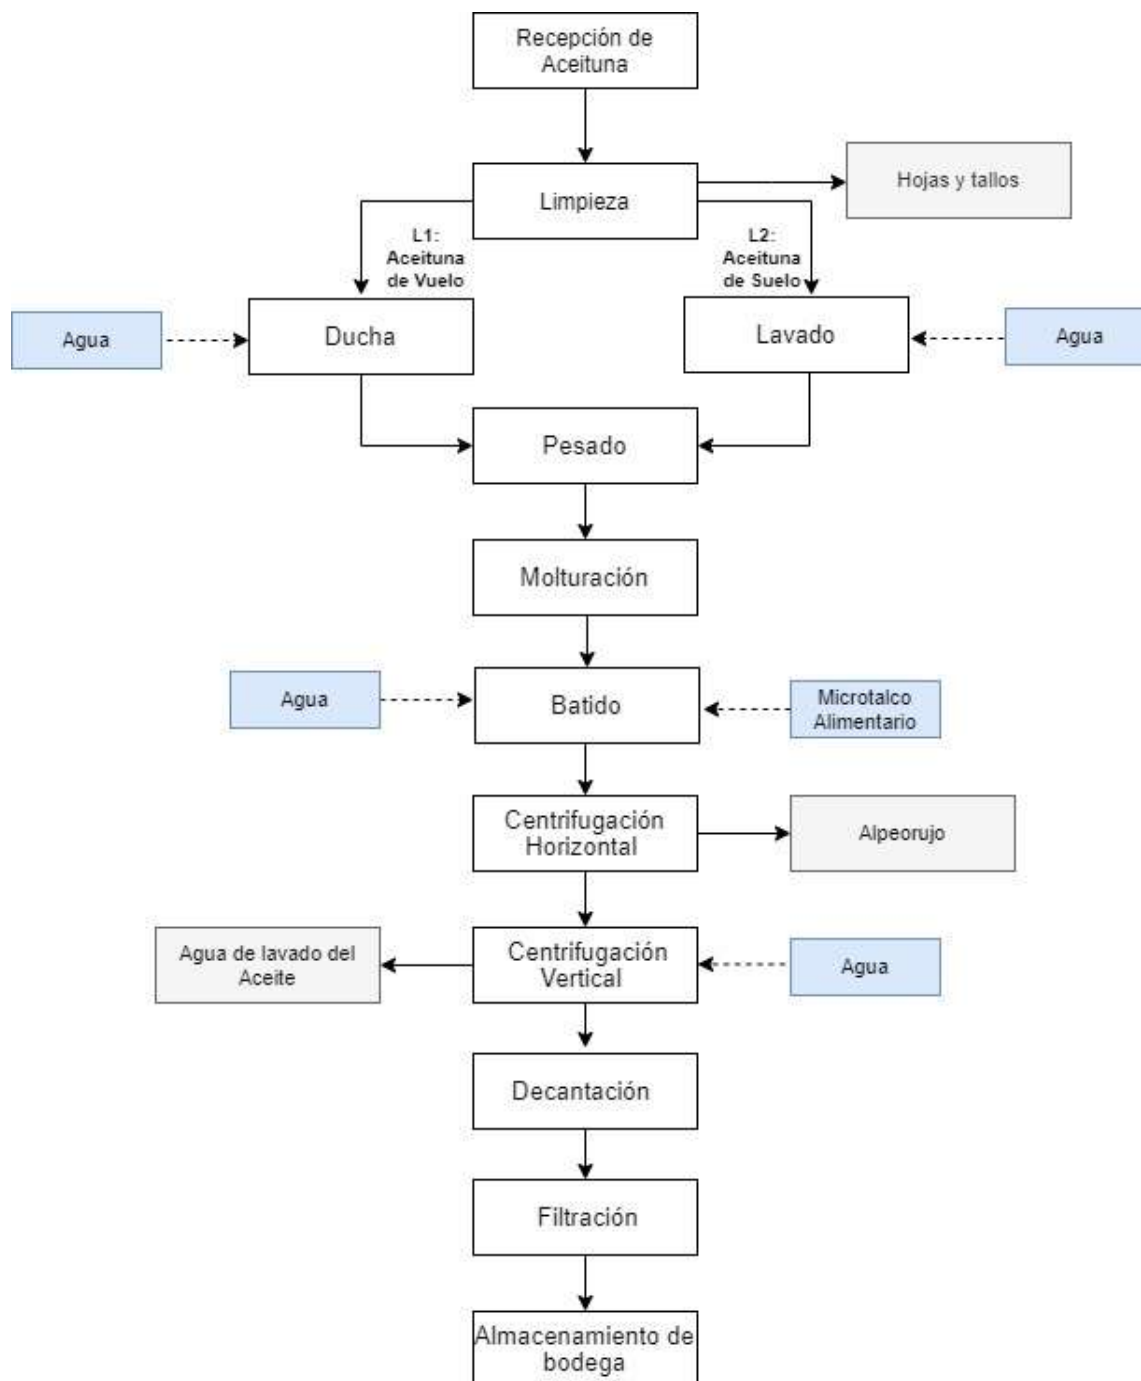 Recepción de
Aceituna
Limpieza
Hojas y tallos
L1:
Aceituna
de Vuelo
L2:
Aceituna
de Suelo
Agua
Ducha
Lavado
Agua
Pesado
Molturación
Agua
Batido
Microtalco
Alimentario
Centrifugación
Horizontal
Alpeorujo
Agua de lavado del
Aceite
Centrifugación
Vertical
Agua
Decantación
Filtración
Almacenamiento de
bodega